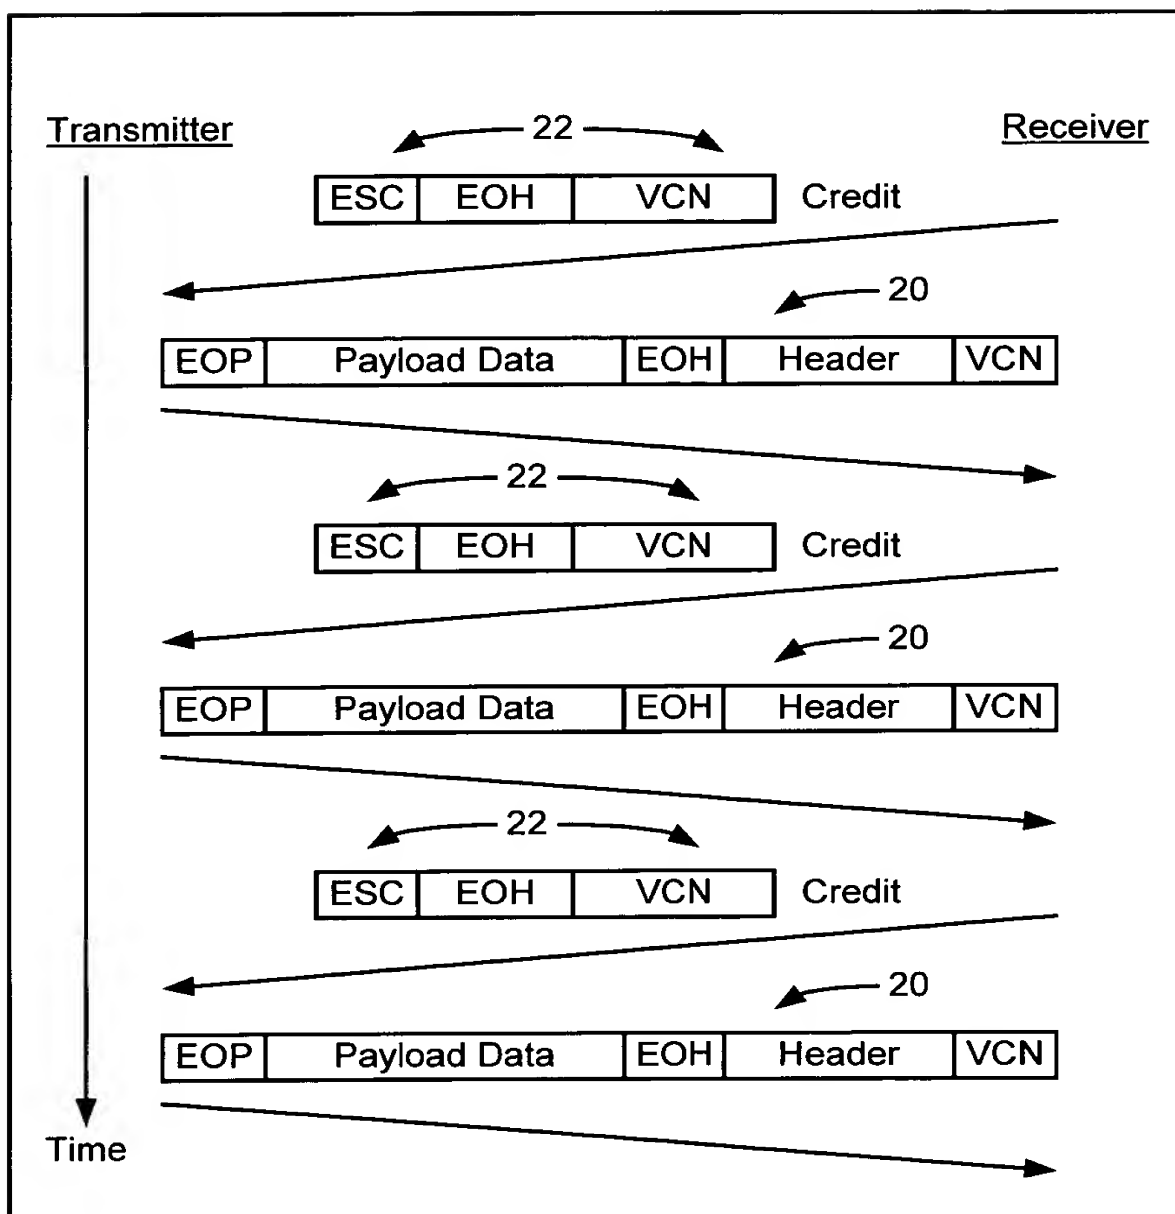 Transmitter 22 Receiver
ESC EOH VCN Credit
20
EOP Payload Data EOH Header VCN
22
ESC EOH VCN Credit
20
EOP Payload Data EOH Header VCN
22
ESC EOH VCN Credit
20
EOP Payload Data EOH Header VCN
Time